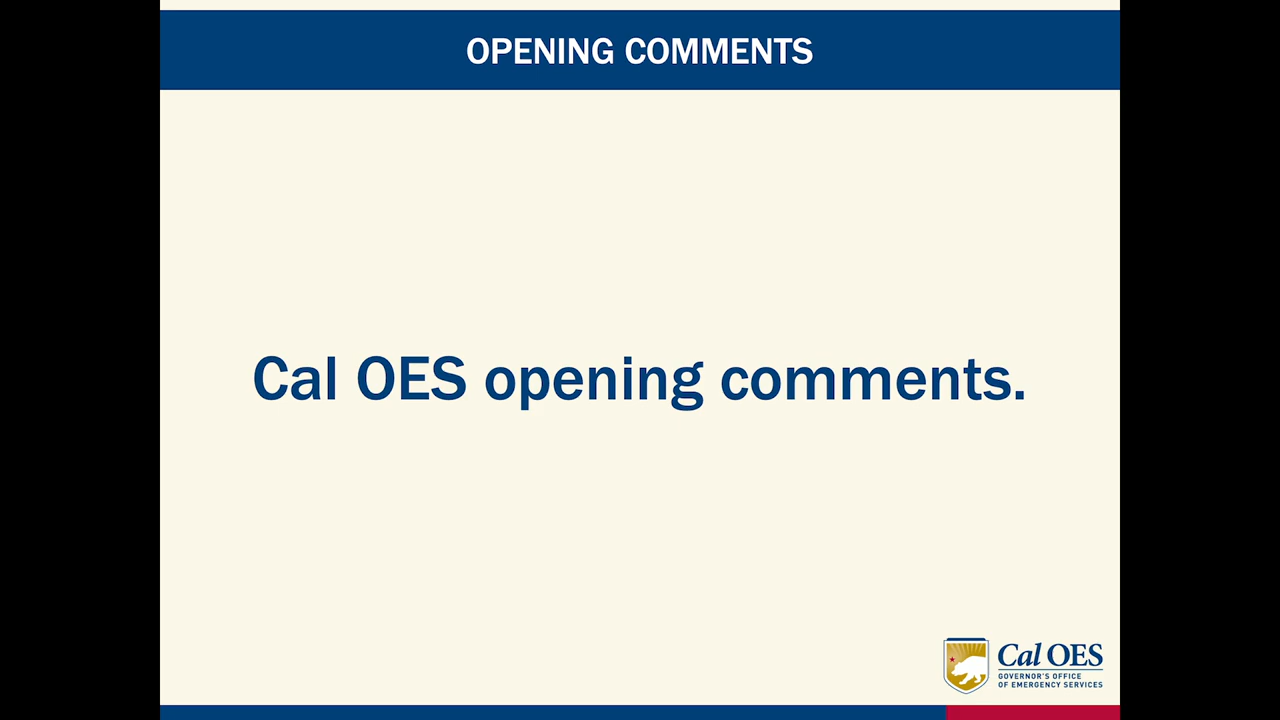 OPENING COMMENTS
Cal OES opening comments.
Cal OES
GOVERNOR'S OFFICE
OF EMERGENCY SERVICES